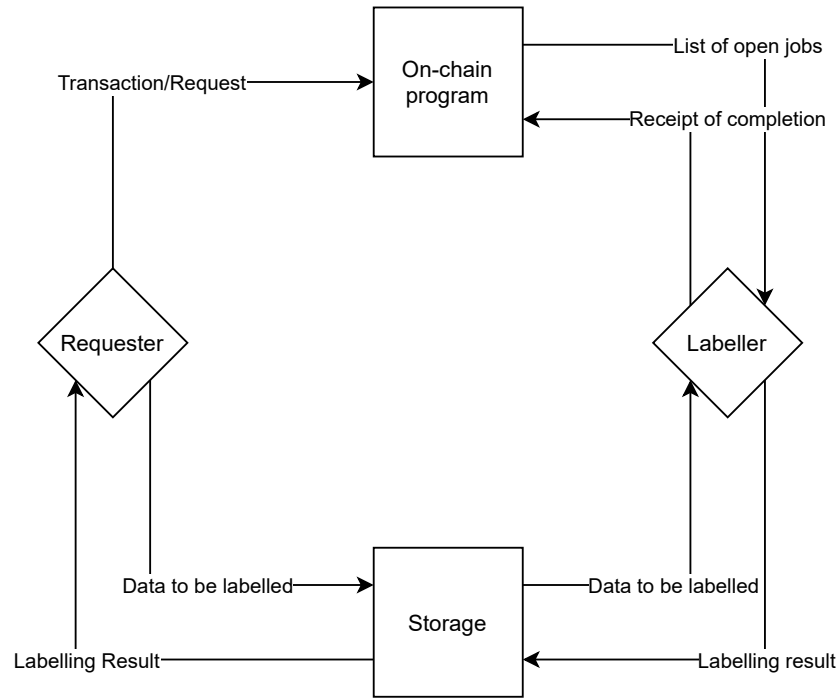 List of open jobs
On-chain
program
Transaction/Request
Receipt of completion
Requester
Labeller
Data to be labelled
Data to be labelled
Storage
Labelling Result
Labelling result